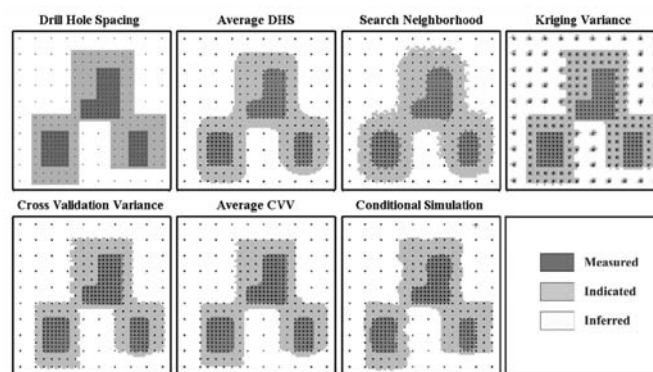 Drill Hole Spacing
Average DHS
Search Neighborhood
Kriging Variance
Cross Validation Variance
Average CVV
Conditional Simulation
Measured
Indicated
Inferred